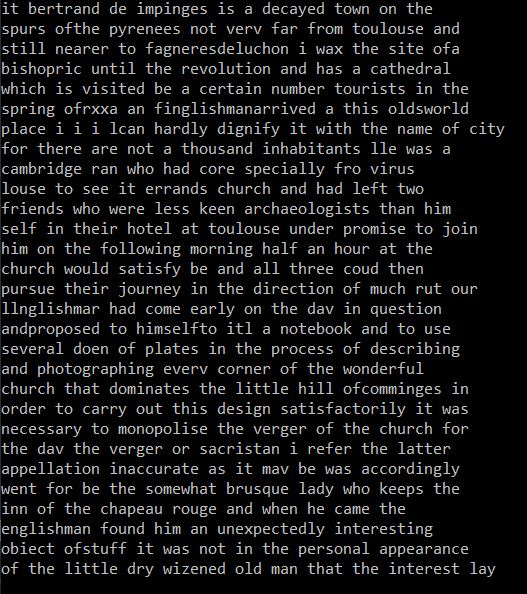 it bertrand de impinges is a decayed town on the
spurs ofthe pyrenees not verv far from toulouse and
still nearer to fagneresdeluchon i wax the site ofa
bishopric until the revolution and has a cathedral
which is visited be a certain number tourists in the
spring ofrxxa an finglishmanarrived a this oldsworld
place i i i lcan hardly dignify it with the name of city
for there are not a thousand inhabitants lle was a
cambridge ran who had core specially fro virus
louse to see it errands church and had left two
friends who were less keen archaeologists than him
self in their hotel at toulouse under promise to join
him on the following morning half an hour at the
church would satisfy be and all three coud then
pursue their journey in the direction of much rut our
llnglishmar had come early on the dav in question
andproposed to himselfto itl a notebook and to use
several doen of plates in the process of describing
and photographing everv corner of the wonderful
church that dominates the little hill ofcomminges in
order to carry out this design satisfactorily it was
necessary to monopolise the verger of the church for
the dav the verger or sacristan i refer the latter
appellation inaccurate as it mav be was accordingly
went for be the somewhat brusque lady who keeps the
inn of the chapeau rouge and when he came the
englishman found him an unexpectedly interesting
obiect ofstuff it was not in the personal appearance
of the little dry wizened old man that the interest lay